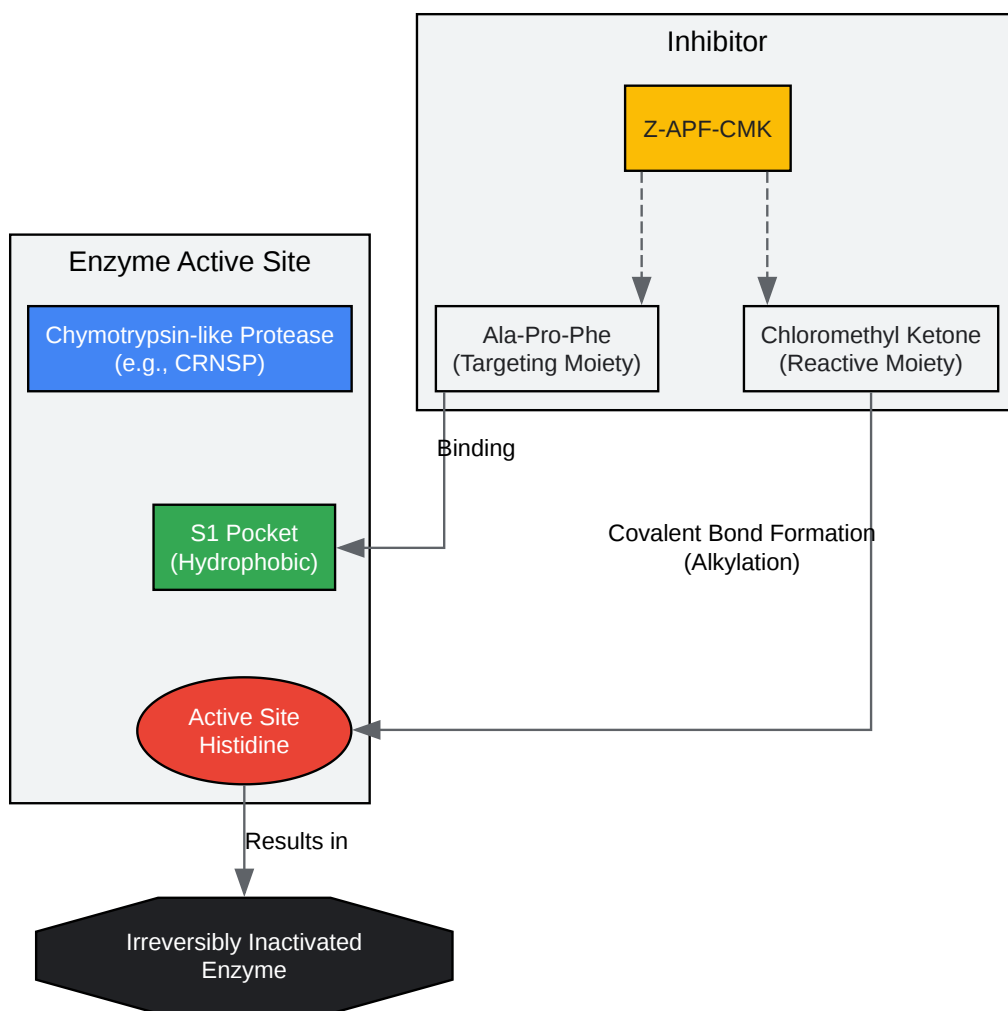 Inhibitor
Z-APF-CMK
Enzyme Active Site
Chymotrypsin-like Protease
(e.g., CRNSP)
Ala-Pro-Phe
(Targeting Moiety)
Chloromethyl Ketone
(Reactive Moiety)
Binding
S1 Pocket
(Hydrophobic)
Covalent Bond Formation
(Alkylation)
Active Site
Histidine
Results in
Irreversibly Inactivated
Enzyme